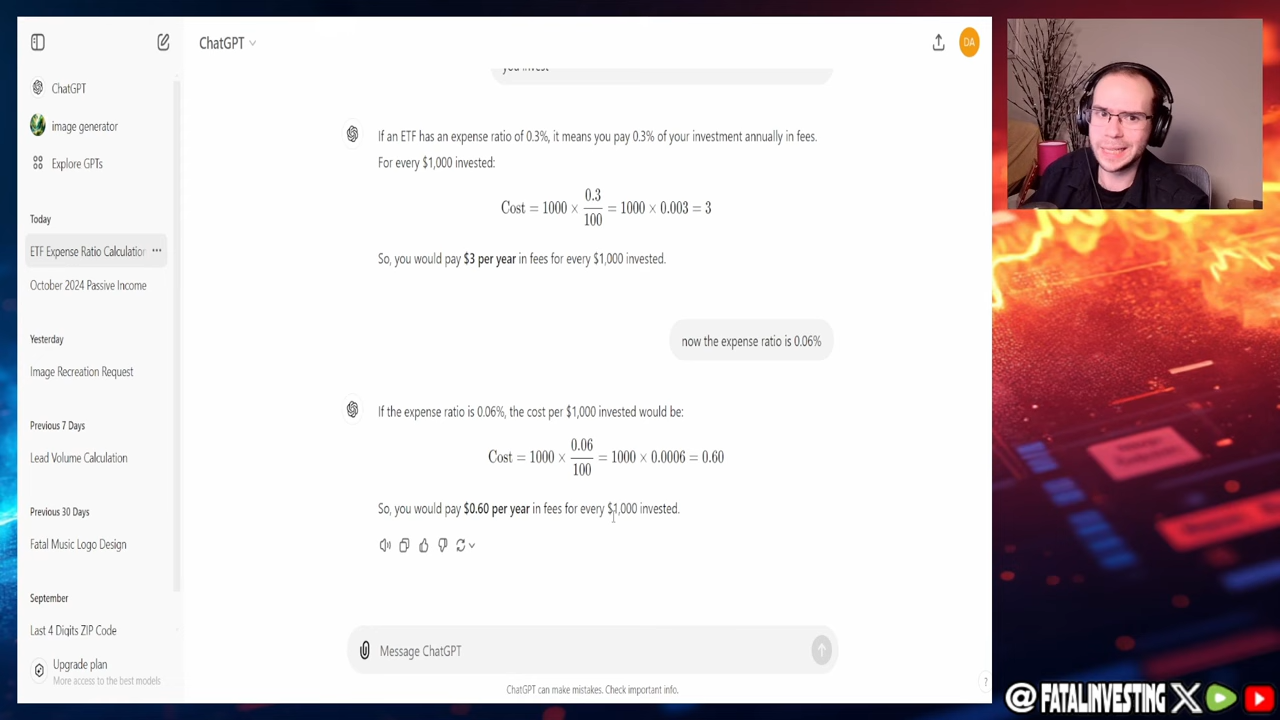 ChatGPT
DA
ChatGPT
image generator
Explore GPTs
Today
ETF Expense Ratio Calculation
October 2024 Passive Income
Yesterday
Image Recreation Request
Previous 7 Days
Lead Volume Calculation
Previous 30 Days
Fatal Music Logo Design
September
Last 4 Digits ZIP Code
Upgrade plan
More access to the best models
you invest
If an ETF has an expense ratio of 0.3%, it means you pay 0.3% of your investment annually in fees.
For every $1,000 invested:
Cost = 1000 × 0.3/100 = 1000 × 0.003 = 3
So, you would pay $3 per year in fees for every $1,000 invested.
now the expense ratio is 0.06%
If the expense ratio is 0.06%, the cost per $1,000 invested would be:
Cost = 1000 × 0.06/100 = 1000 × 0.0006 = 0.60
So, you would pay $0.60 per year in fees for every $1,000 invested.
Message ChatGPT
ChatGPT can make mistakes. Check important info.
?
@FATALINVESTING